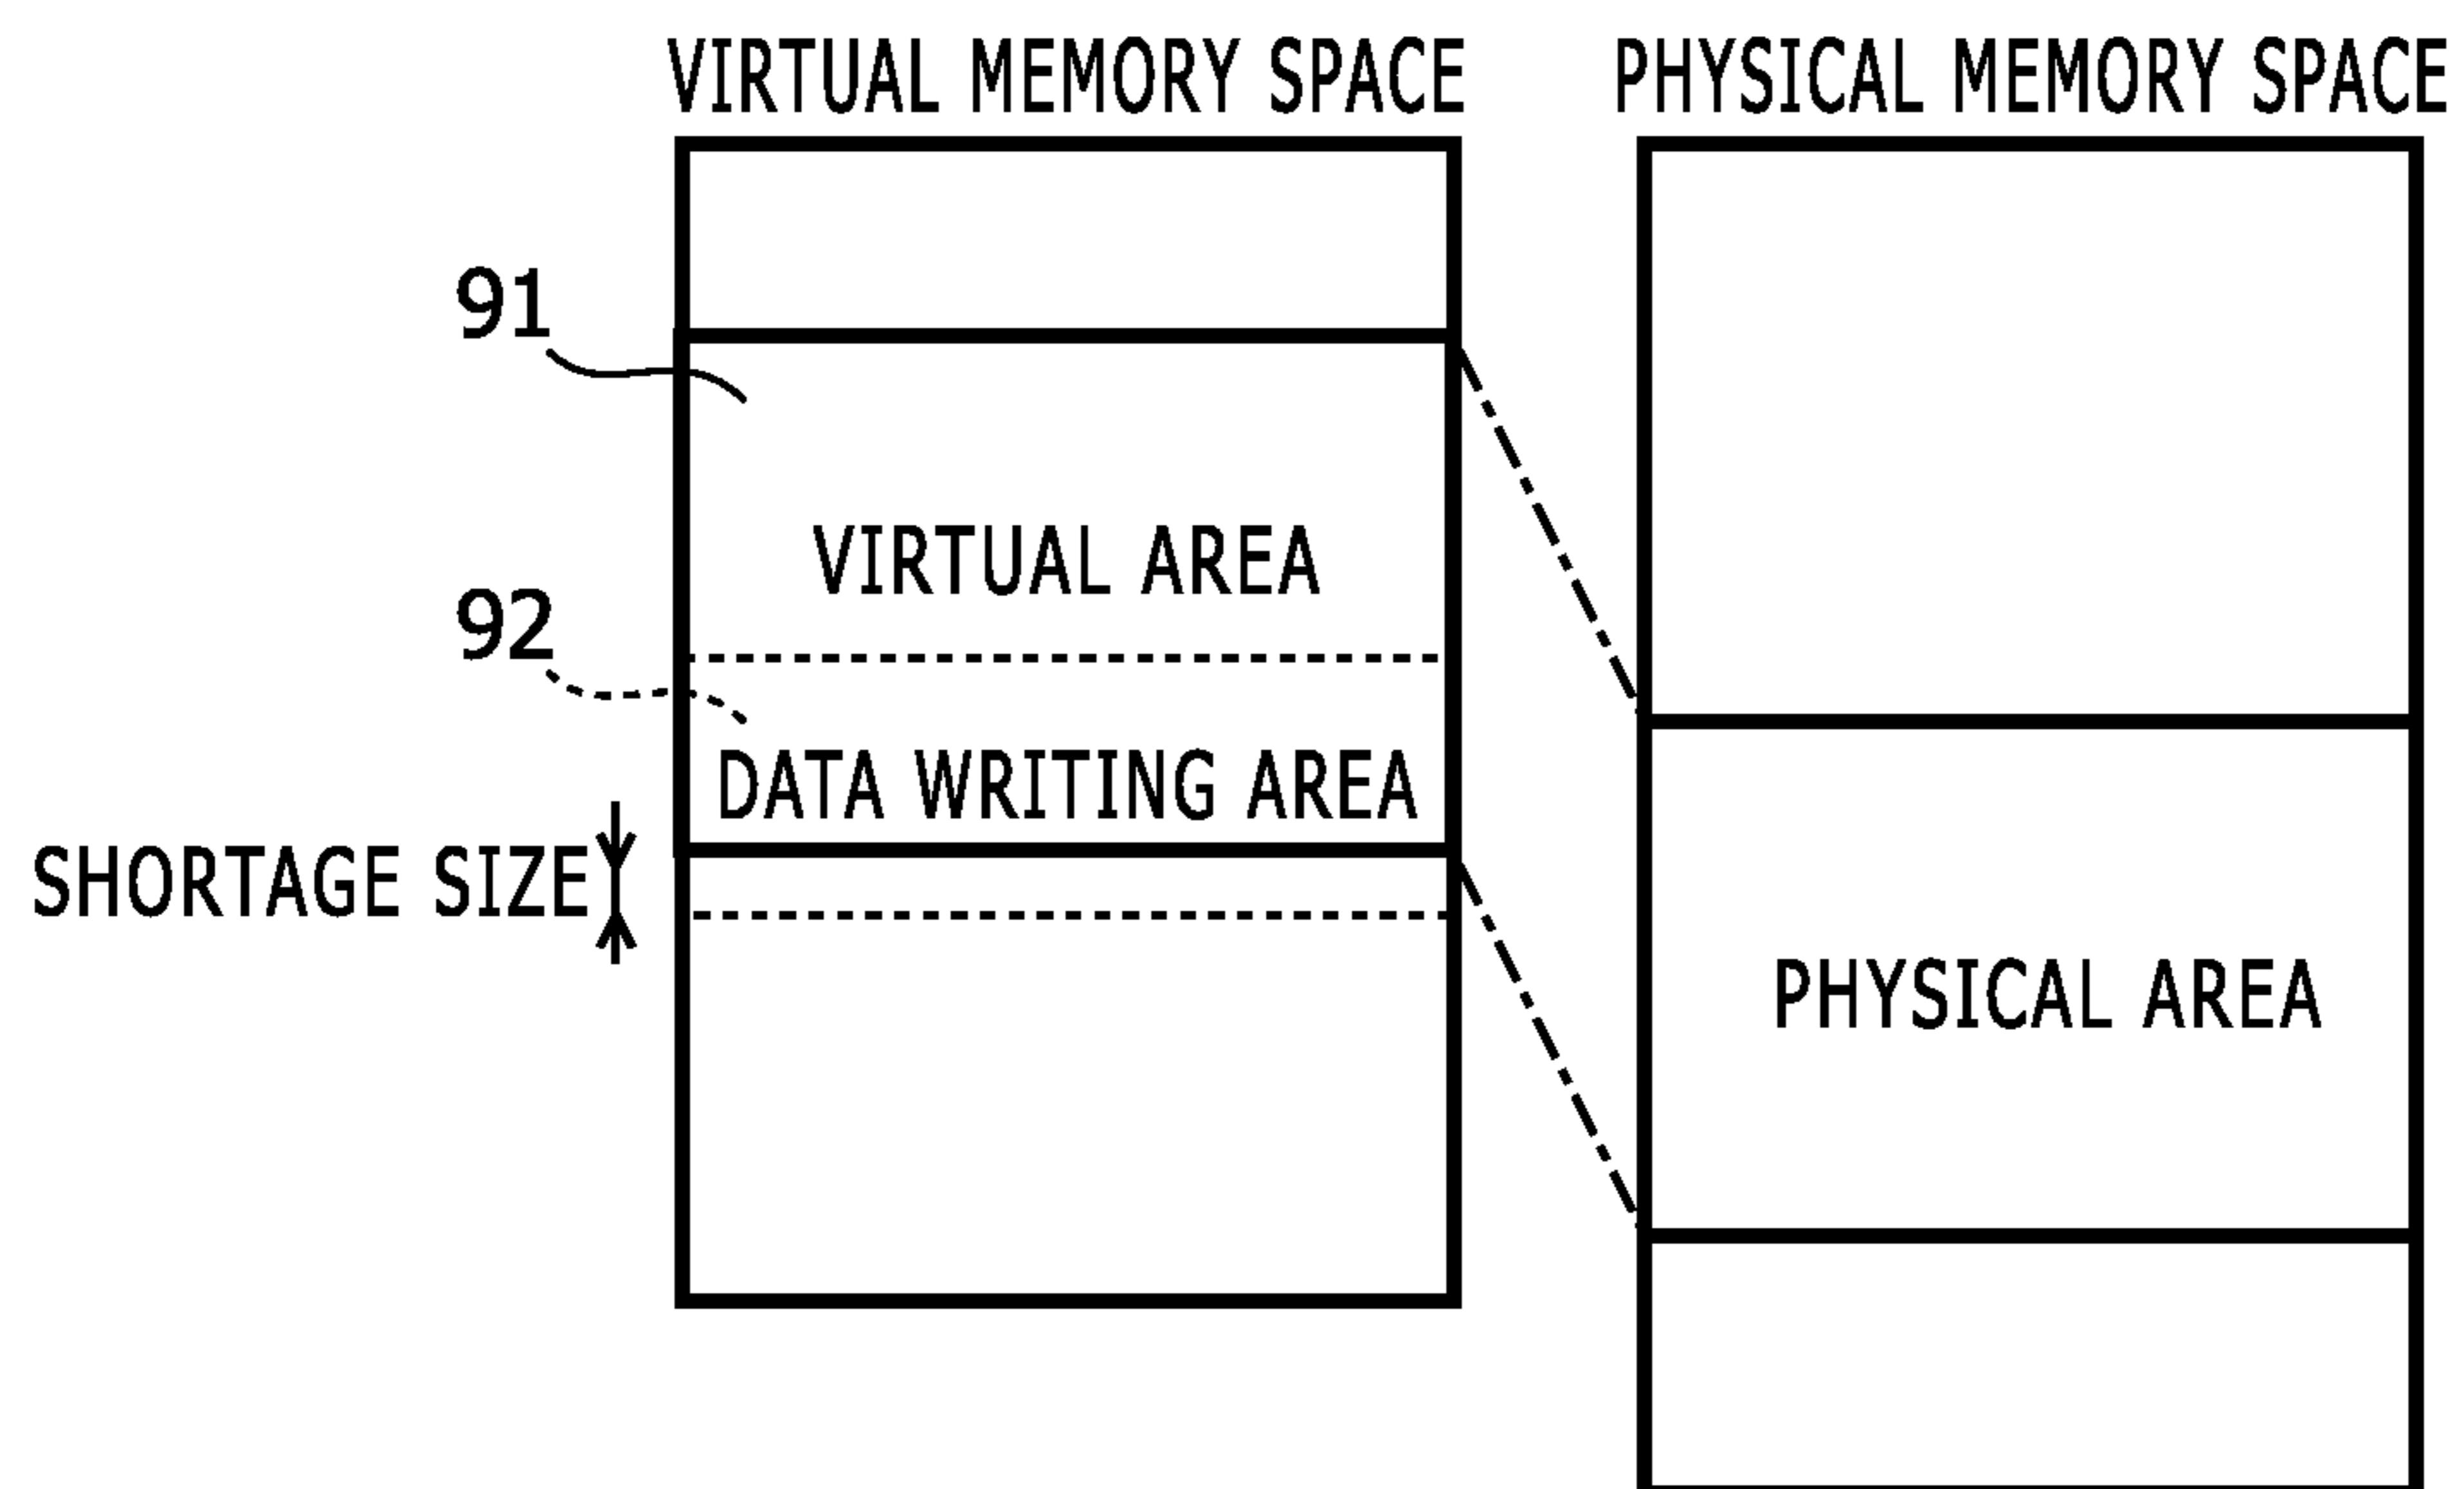 VIRTUAL MEMORY SPACE
PHYSICAL MEMORY SPACE
91
VIRTUAL AREA
92
DATA WRITING AREA
SHORTAGE SIZE
PHYSICAL AREA